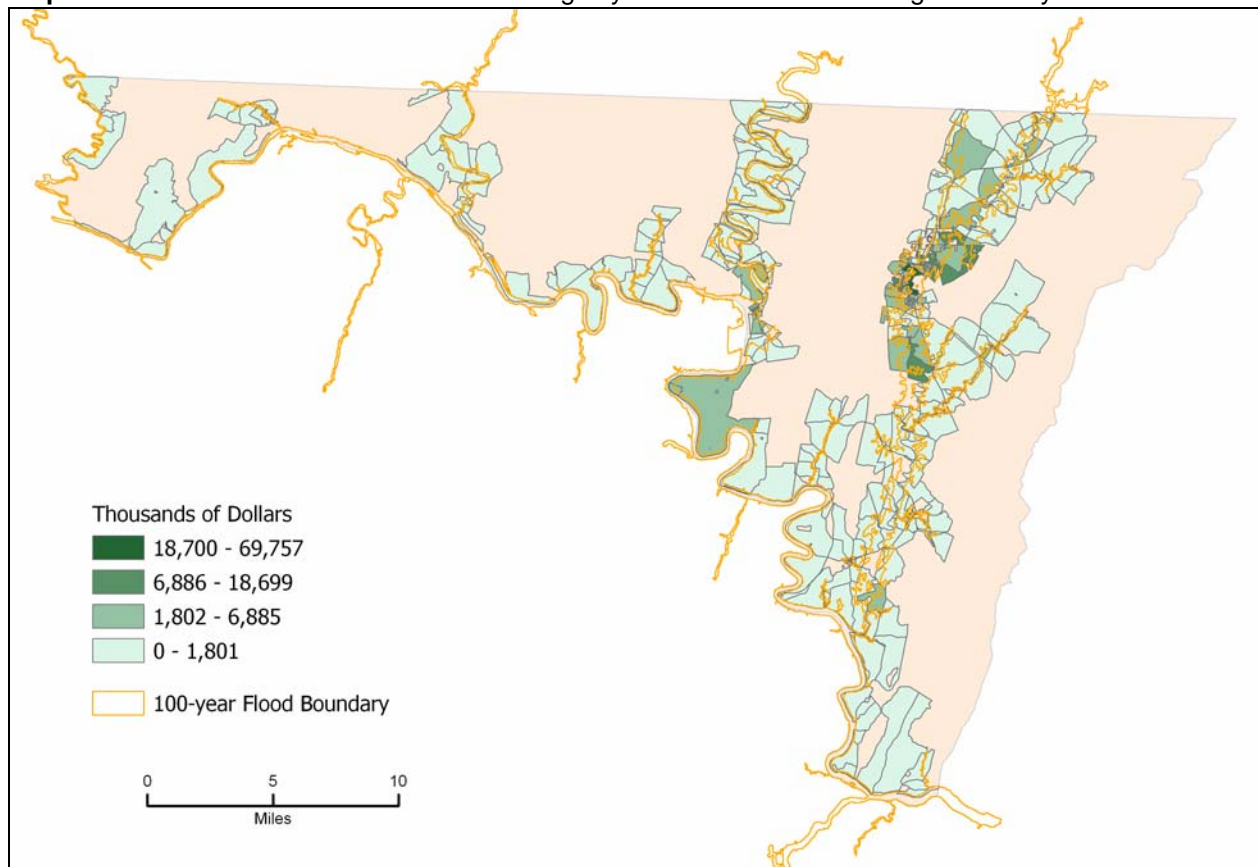 Thousands of Dollars
18,700 - 69,757
6,886 - 18,699
1,802 - 6,885
0 - 1,801
100-year Flood Boundary
0 5 10
Miles